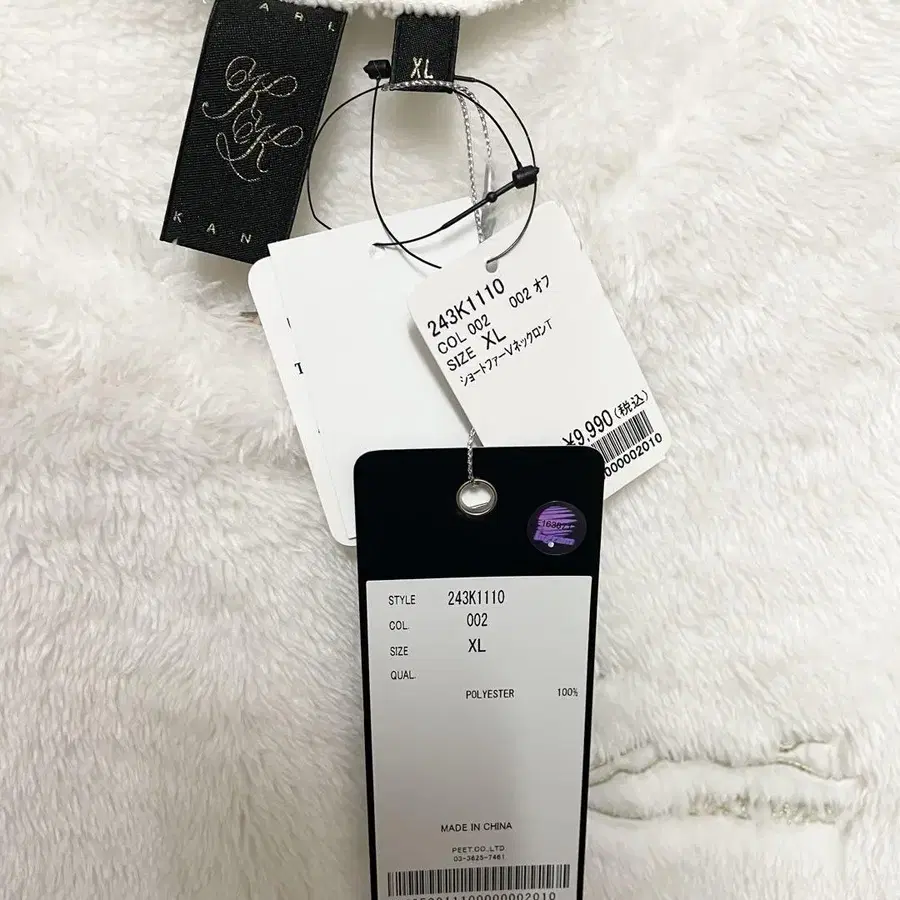 ARL
KK
KAN
XL
243K1110
COL 002 002 オフ
SIZE XL
ショートファーVネックロンT
¥9,990(税込)
000002010
T
STYLE 243K1110
COL. 002
SIZE XL
QUAL.
POLYESTER 100%
MADE IN CHINA
PEET.CO.,LTD
03-3625-7461